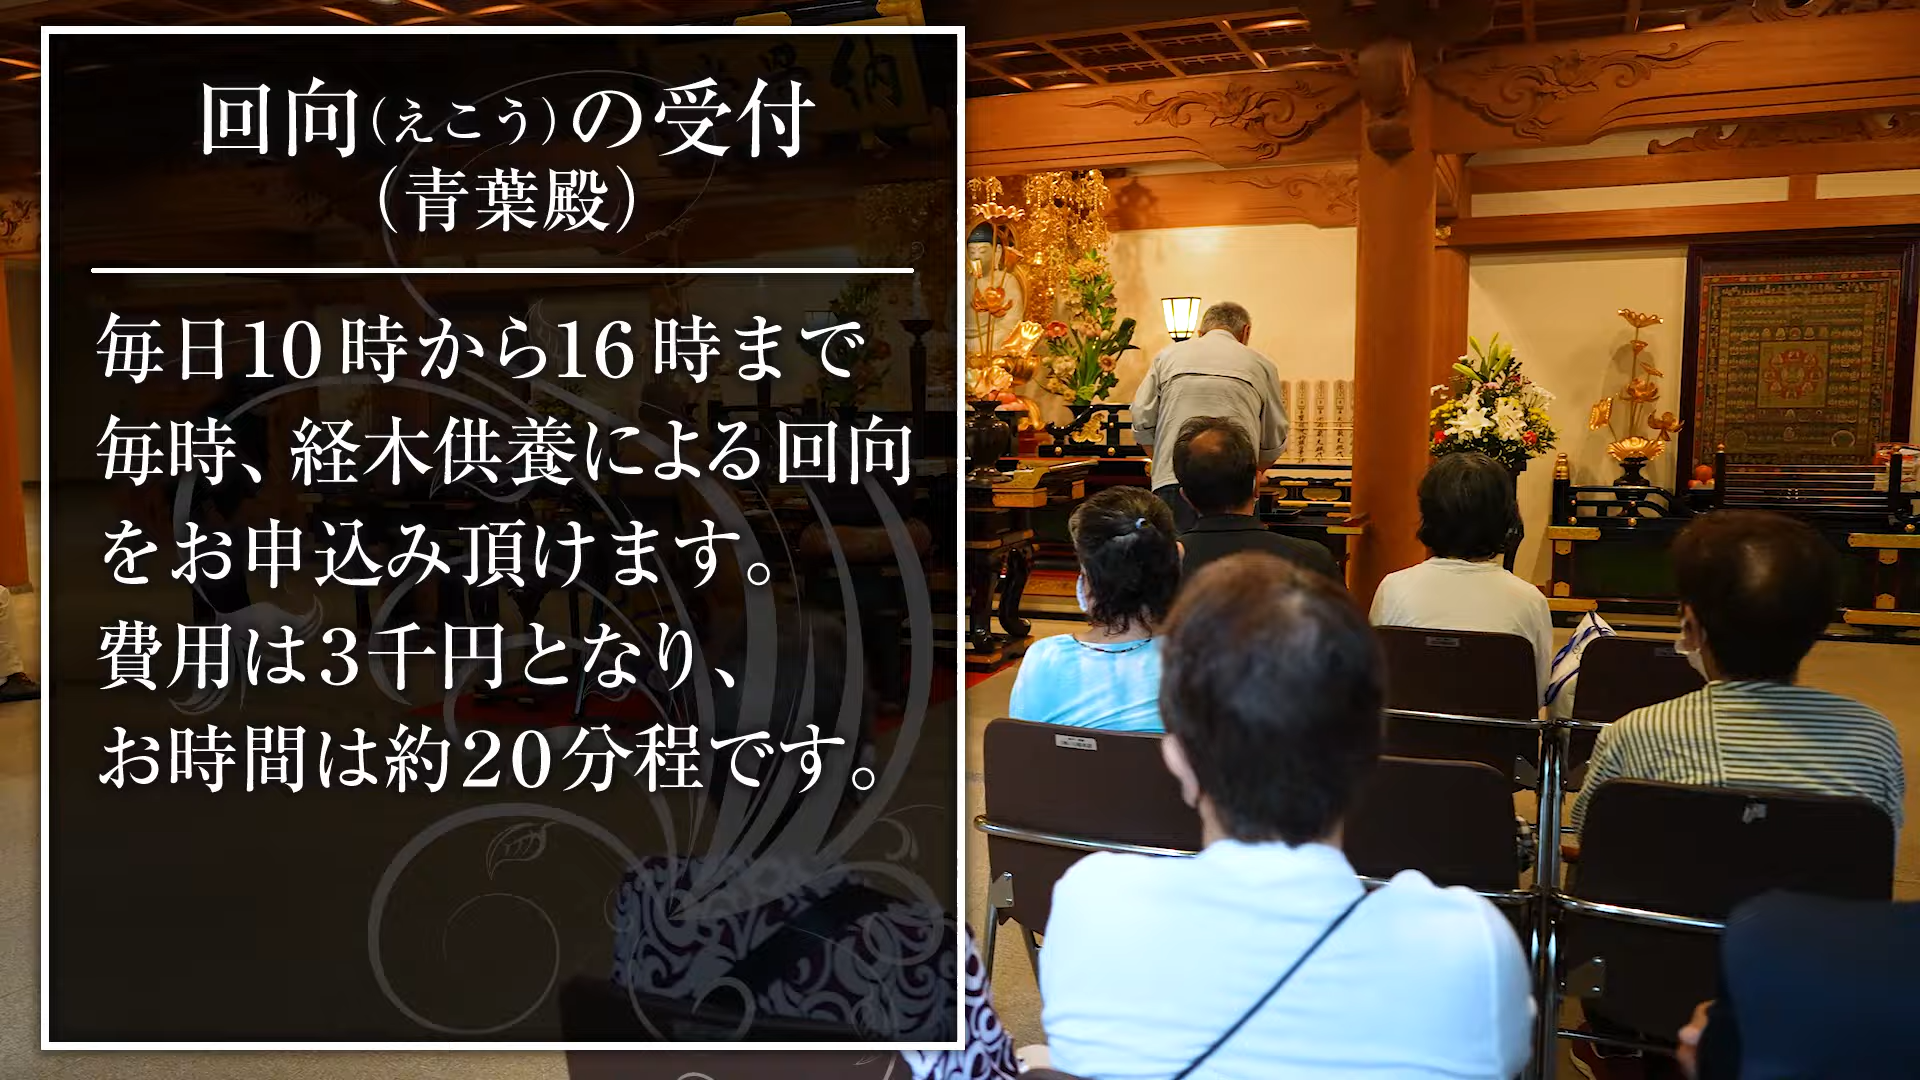 回向（えこう）の受付
（青葉殿）
毎日10時から16時まで
毎時、経木供養による回向
をお申込み頂けます。
費用は3千円となり、
お時間は約20分程です。